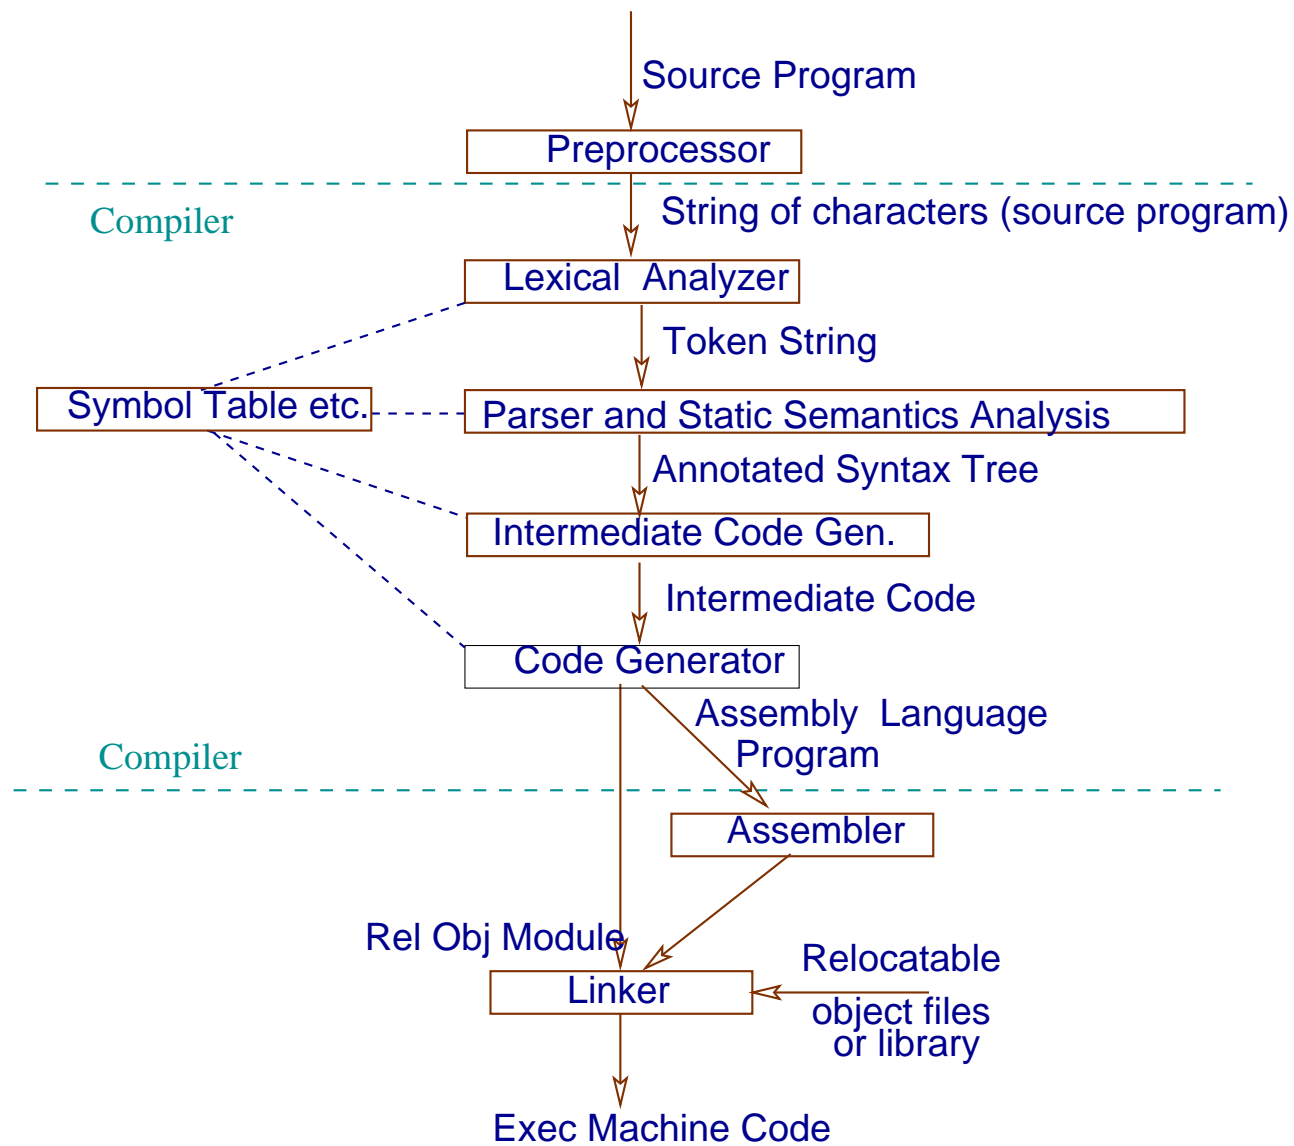 Source Program
Preprocessor
Compiler
String of characters (source program)
Lexical Analyzer
Token String
Symbol Table etc.
Parser and Static Semantics Analysis
Annotated Syntax Tree
Intermediate Code Gen.
Intermediate Code
Code Generator
Assembly Language
Program
Compiler
Assembler
Rel Obj Module
Relocatable
Linker
object files
or library
Exec Machine Code